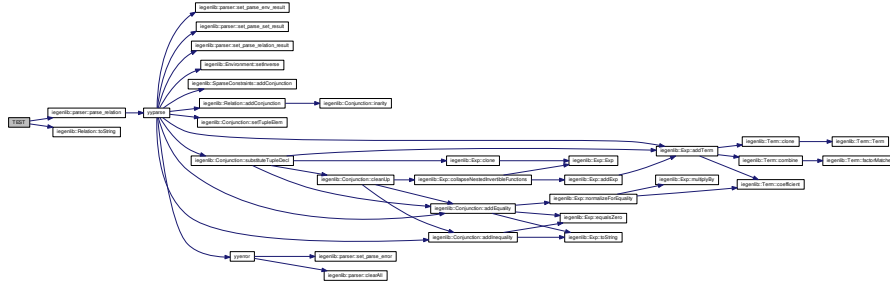 iegenlib::parser::set_parse_env_result
iegenlib::parser::set_parse_set_result
iegenlib::parser::set_parse_relation_result
iegenlib::Environment::setInverse
iegenlib::SparseConstraints::addConjunction
iegenlib::Relation::addConjunction
iegenlib::Conjunction::inarity
iegenlib::parser::parse_relation
yyparse
TEST
iegenlib::Conjunction::setTupleElem
iegenlib::Relation::toString
iegenlib::Term::clone
iegenlib::Term::Term
iegenlib::Exp::addTerm
iegenlib::Conjunction::substituteTupleDecl
iegenlib::Exp::clone
iegenlib::Exp::Exp
iegenlib::Term::combine
iegenlib::Term::factorMatches
iegenlib::Conjunction::cleanUp
iegenlib::Exp::collapseNestedInvertibleFunctions
iegenlib::Exp::addExp
iegenlib::Exp::multiplyBy
iegenlib::Term::coefficient
iegenlib::Exp::normalizeForEquality
iegenlib::Conjunction::addEquality
iegenlib::Exp::equalsZero
iegenlib::Conjunction::addInequality
iegenlib::Exp::toString
yyerror
iegenlib::parser::set_parse_error
iegenlib::parser::clearAll